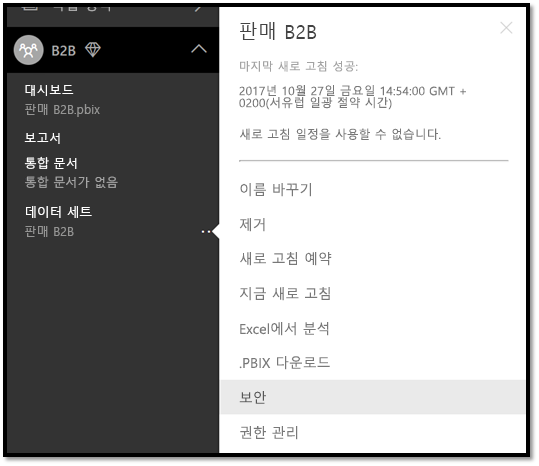 B2B
대시보드
판매 B2B.pbix
보고서
통합 문서
통합 문서가 없음
데이터 세트
판매 B2B
판매 B2B
마지막 새로 고침 성공:
2017년 10월 27일 금요일 14:54:00 GMT +
0200(서유럽 일광 절약 시간)
새로 고침 일정을 사용할 수 없습니다.
이름 바꾸기
제거
새로 고침 예약
지금 새로 고침
Excel에서 분석
.PBIX 다운로드
보안
권한 관리